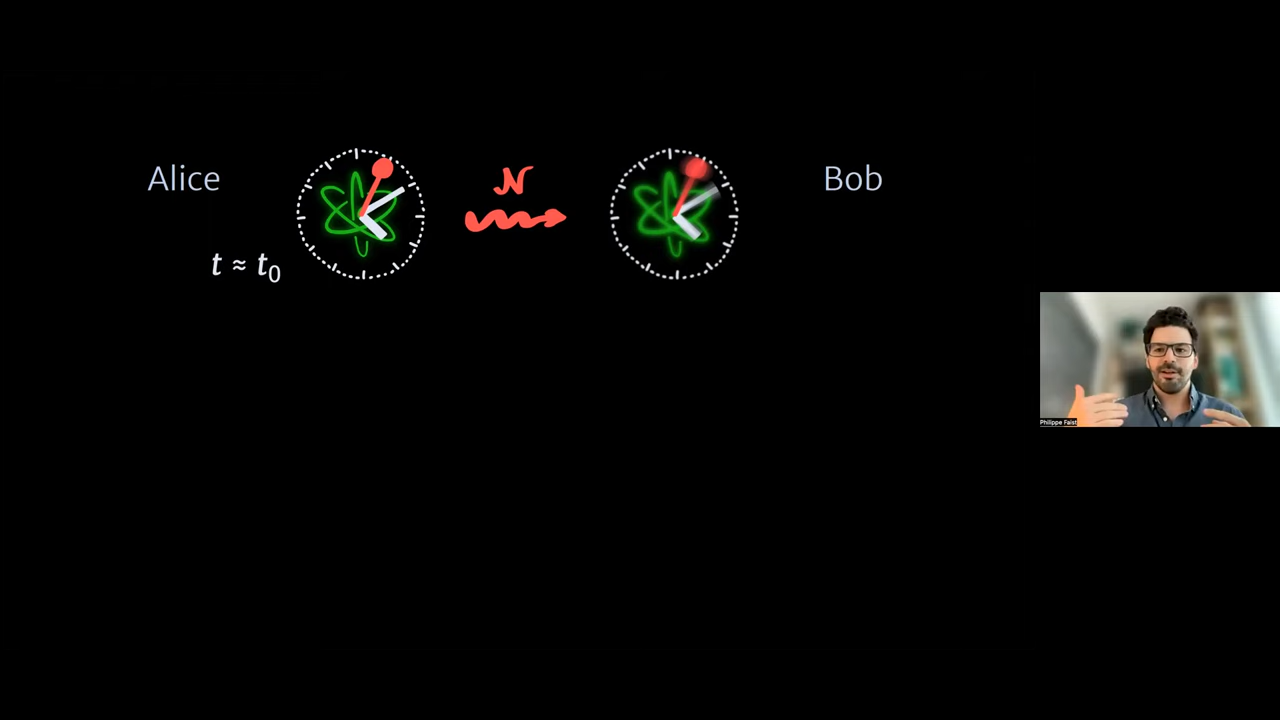 Alice
𝒩
Bob
t ≈ t₀
Philippe Faist